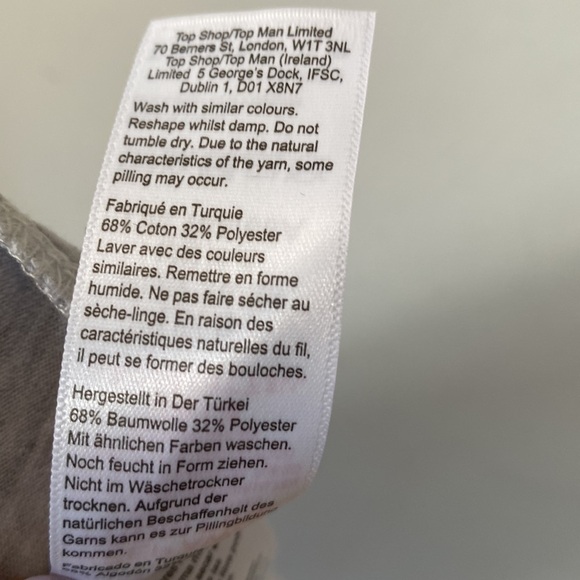 Top Shop/Top Man Limited
70 Berners St, London, W1T 3NL
Top Shop/Top Man (Ireland)
Limited 5 George's Dock, IFSC,
Dublin 1, D01 X8N7
Wash with similar colours.
Reshape whilst damp. Do not
tumble dry. Due to the natural
characteristics of the yarn, some
pilling may occur.
Fabriqué en Turquie
68% Coton 32% Polyester
Laver avec des couleurs
similaires. Remettre en forme
humide. Ne pas faire sécher au
sèche-linge. En raison des
caractéristiques naturelles du fil,
il peut se former des bouloches.
Hergestellt in Der Türkei
68% Baumwolle 32% Polyester
Mit ähnlichen Farben waschen.
Noch feucht in Form ziehen.
Nicht im Wäschetrockner
trocknen. Aufgrund der
natürlichen Beschaffenheit des
Garns kann es zur Pillingbildung
kommen.
Fabricado en
68% Algodón